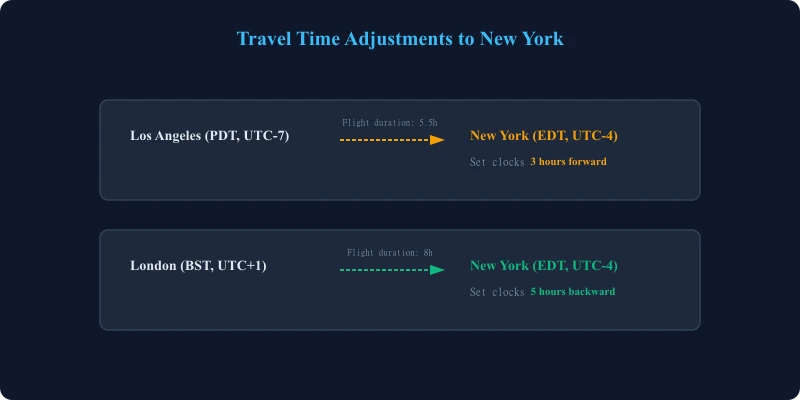 Travel Time Adjustments to New York
Flight duration: 5.5h
Los Angeles (PDT, UTC-7)
New York (EDT, UTC-4)
Set clocks 3 hours forward
Flight duration: 8h
London (BST, UTC+1)
New York (EDT, UTC-4)
Set clocks 5 hours backward